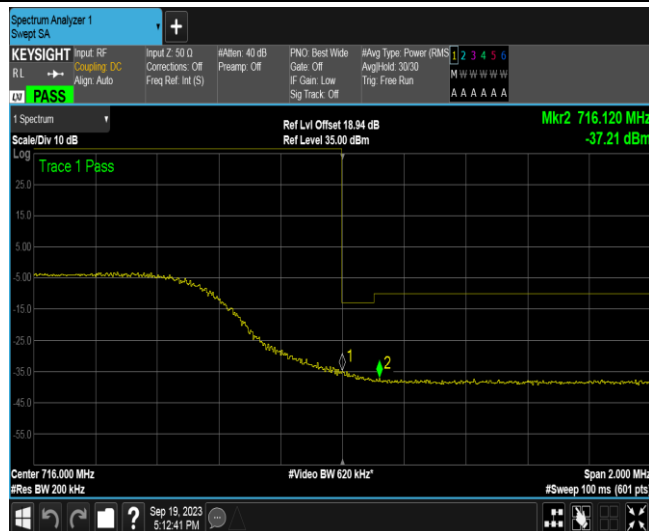 Spectrum Analyzer 1
Swept SA
+
KEYSIGHT
RL
LXI
PASS
Input: RF
Coupling: DC
Align: Auto
Input Z: 50 Ω
Corrections: Off
Freq Ref: Int (S)
#Atten: 40 dB
Preamp: Off
PNO: Best Wide
Gate: Off
IF Gain: Low
Sig Track: Off
#Avg Type: Power (RMS
Avg|Hold: 30/30
Trig: Free Run
1 2 3 4 5 6
M W W W W W
A A A A A A
1 Spectrum
Scale/Div 10 dB
Ref Lvl Offset 18.94 dB
Ref Level 35.00 dBm
Mkr2 716.120 MHz
-37.21 dBm
Log
Trace 1 Pass
25.0
15.0
5.00
-5.00
-15.0
-25.0
-35.0
-45.0
-55.0
1
2
Center 716.000 MHz
#Res BW 200 kHz
#Video BW 620 kHz*
Span 2.000 MHz
#Sweep 100 ms (601 pts)
?
Sep 19, 2023
5:12:41 PM